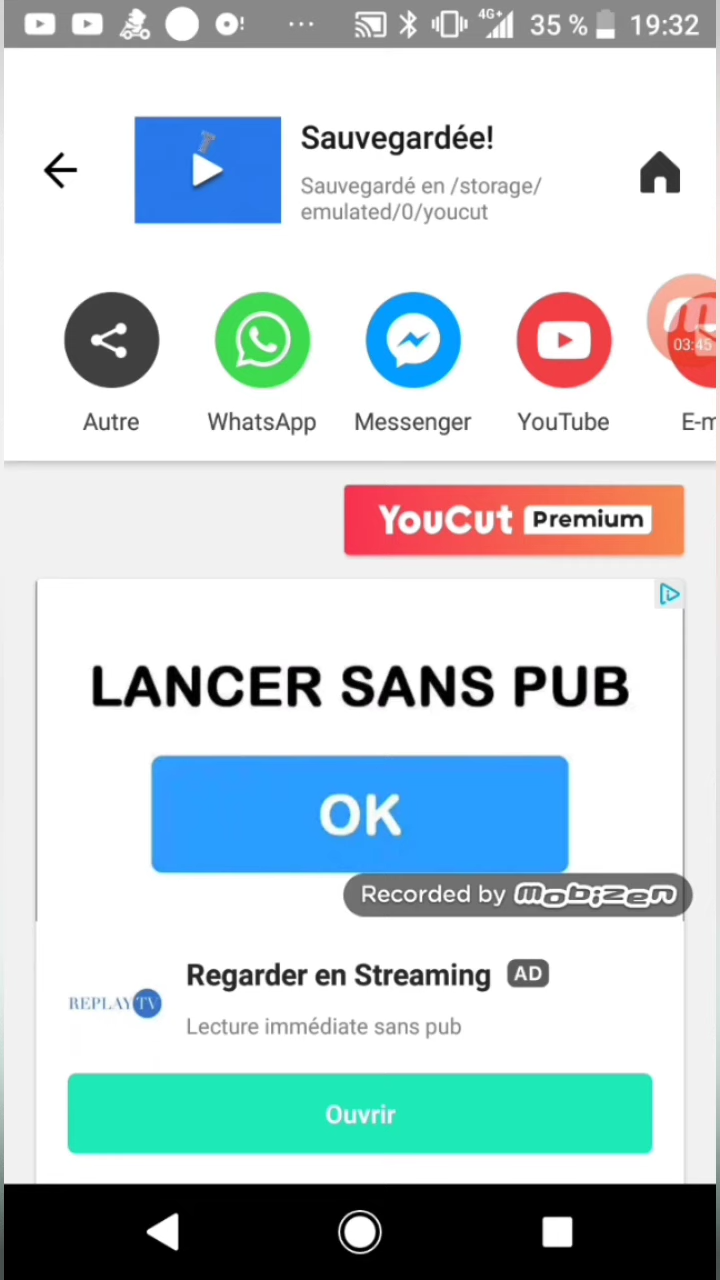 4G+ 35 % 19:32
Sauvegardée!
Sauvegardé en /storage/
emulated/0/youcut
03:45
Autre WhatsApp Messenger YouTube E-m
YouCut Premium
LANCER SANS PUB
OK
Recorded by mobizen
Regarder en Streaming AD
REPLAY TV
Lecture immédiate sans pub
Ouvrir